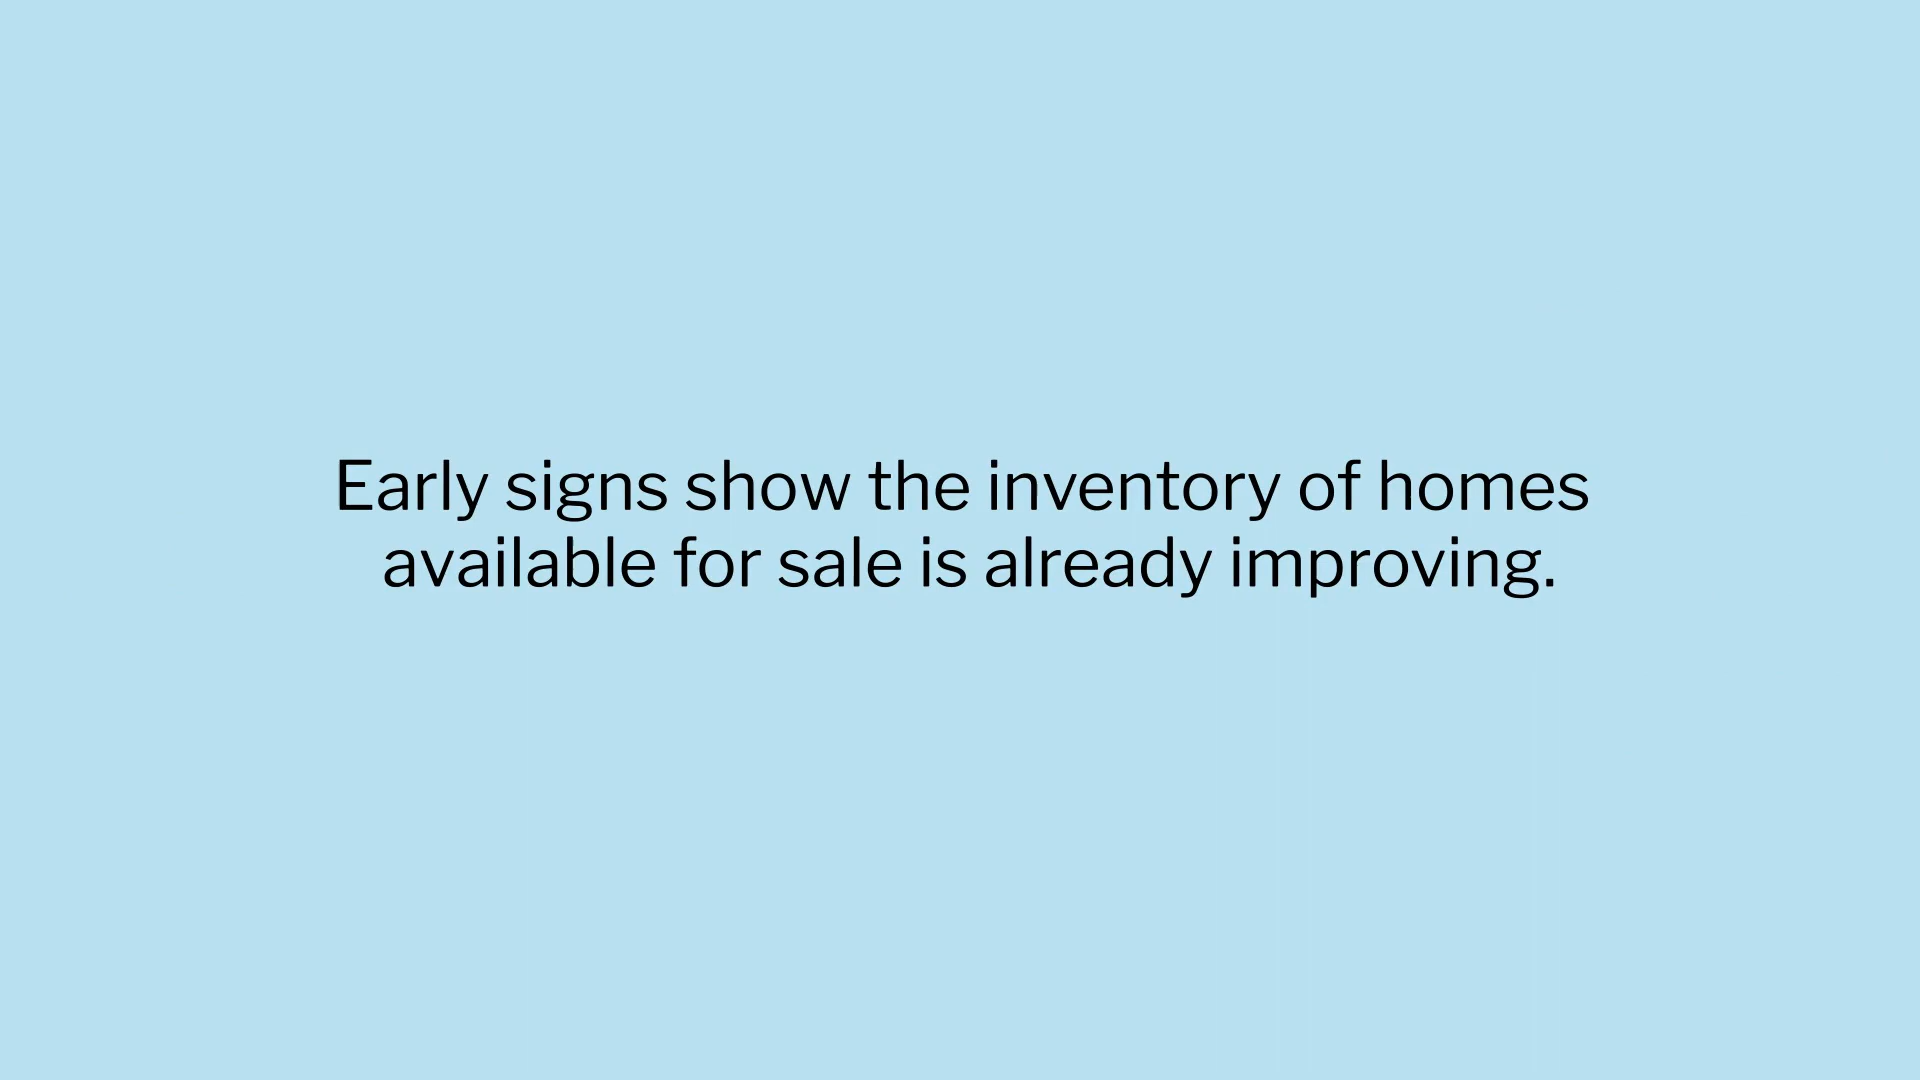 Early signs show the inventory of homes
available for sale is already improving.